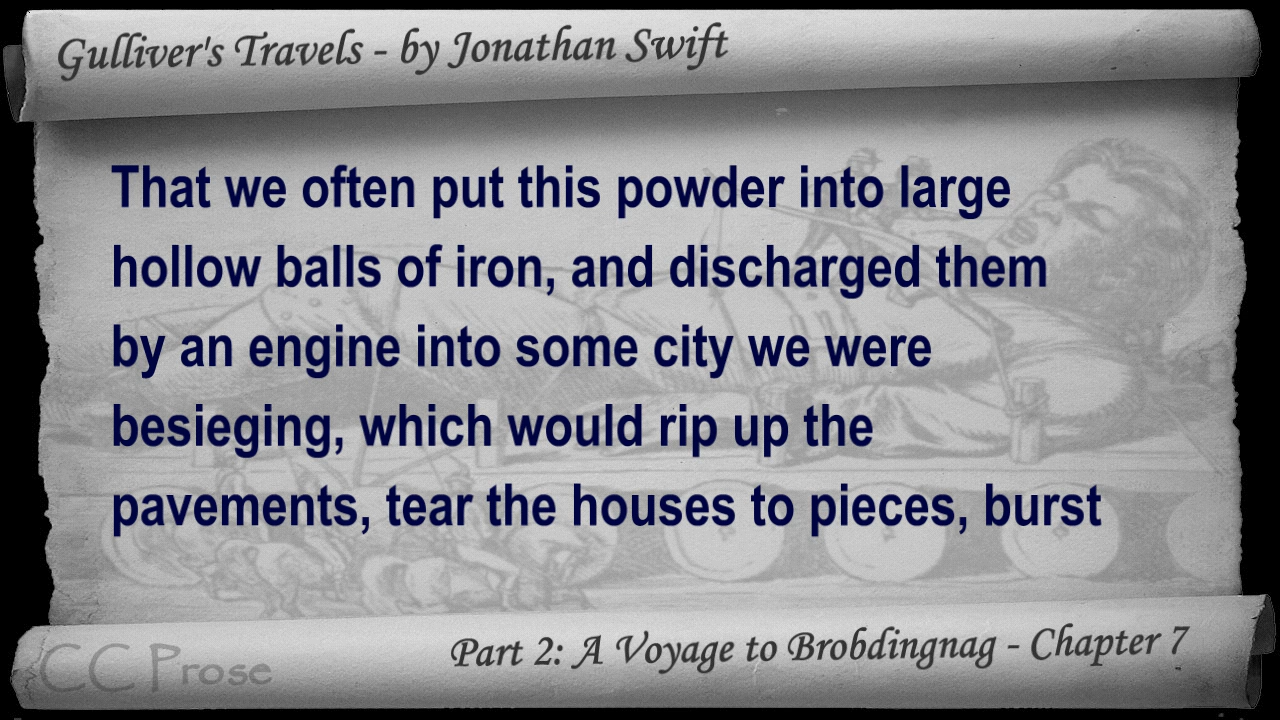 Gulliver's Travels - by Jonathan Swift
That we often put this powder into large
hollow balls of iron, and discharged them
by an engine into some city we were
besieging, which would rip up the
pavements, tear the houses to pieces, burst
Part 2: A Voyage to Brobdingnag - Chapter 7
CC Prose